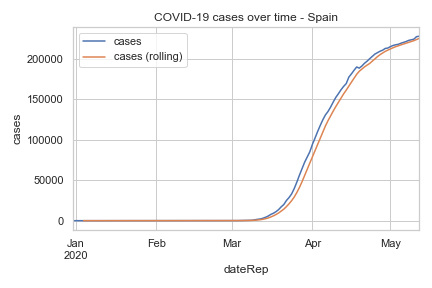 COVID-19 cases over time - Spain
cases
cases (rolling)
200000
150000
100000
50000
0
cases
Jan
2020
Feb
Mar
Apr
May
dateRep